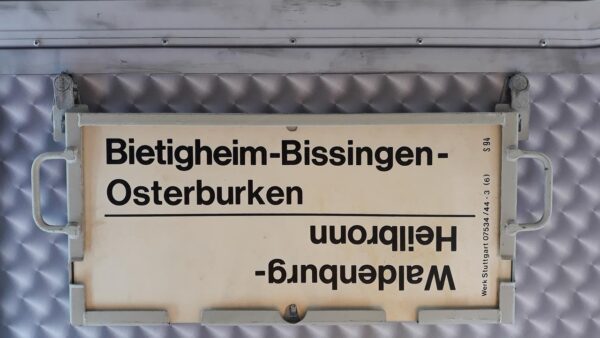 Bietigheim-Bissingen-
Osterburken
Waldenburg-
Heilbronn
Werk Stuttgart 07534/44-3 (6) S 94